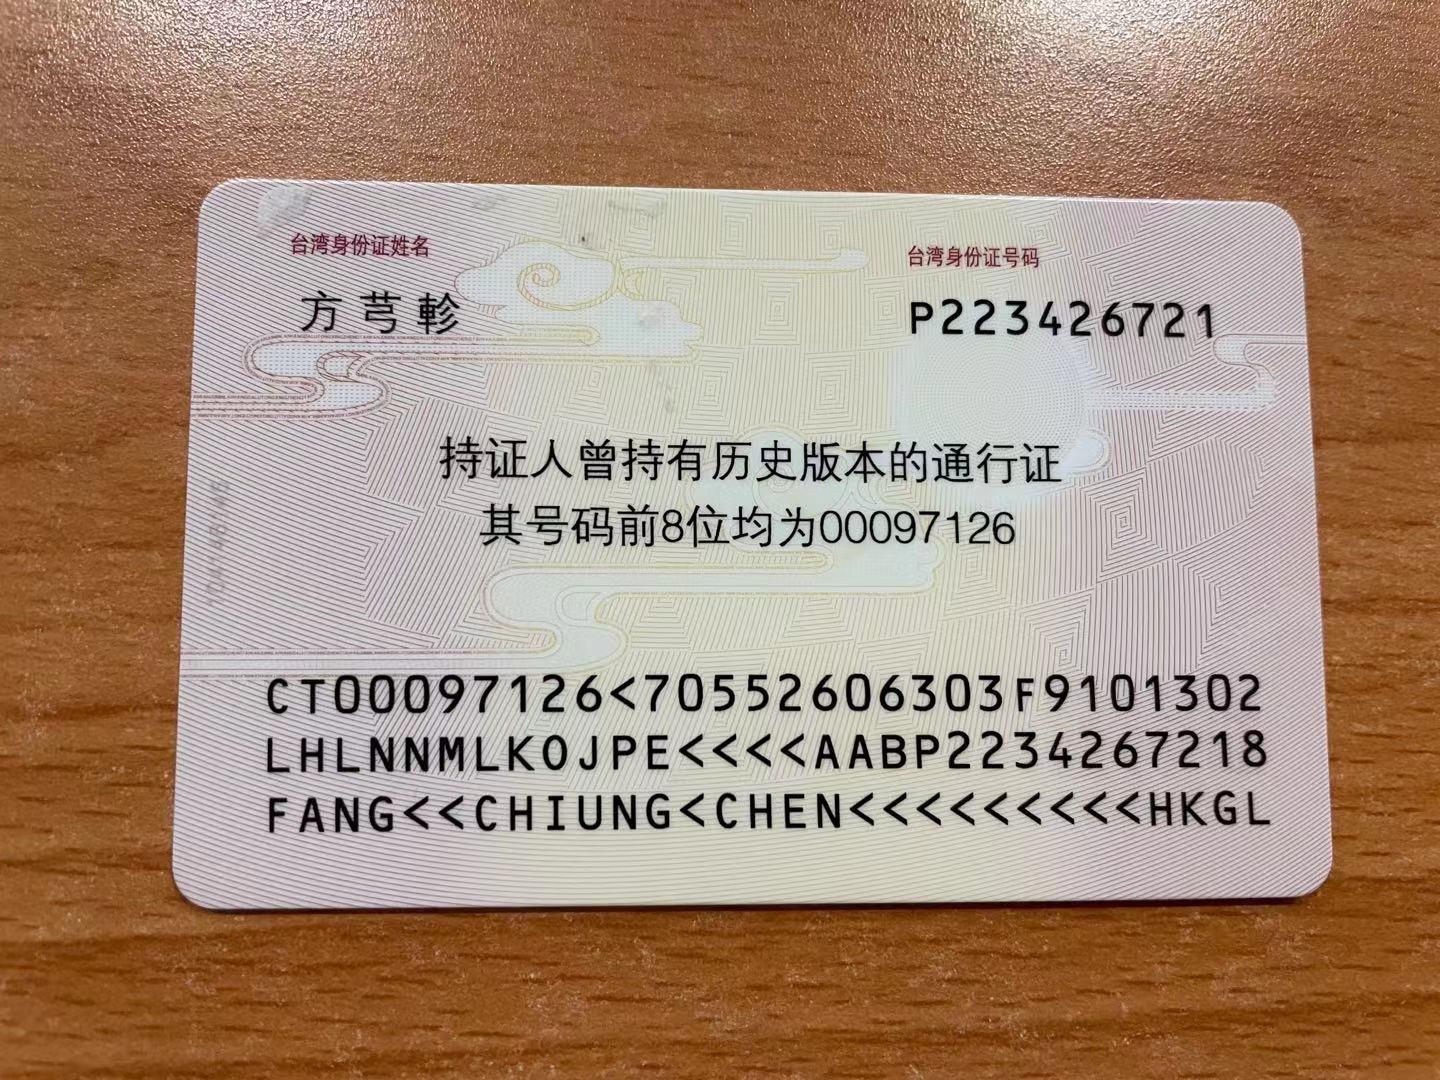 台湾身份证姓名
台湾身份证号码
方芎軫
P223426721
持证人曾持有历史版本的通行证
其号码前8位均为00097126
CT00097126<70552606303F9101302
LHLNNMLKOJPE<<<<AABP2234267218
FANG<<CHIUNG<CHEN<<<<<<<<<HKGL